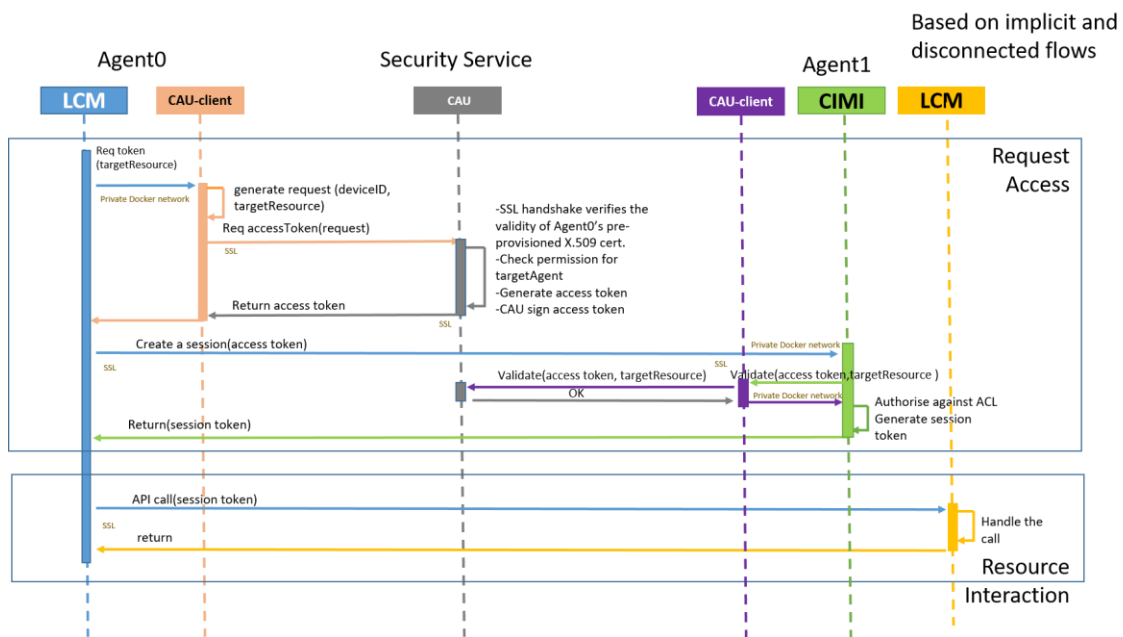 Based on implicit and
disconnected flows
Agent0
Security Service
Agent1
LCM
CAU-client
CAU
CAU-client
CIMI
LCM
Request
Access
Req token
(targetResource)
Private Docker network
generate request (deviceID,
targetResource)
Req accessToken(request)
SSL
-SSL handshake verifies the
validity of Agent0's pre-
provisioned X.509 cert.
-Check permission for
targetAgent
-Generate access token
-CAU sign access token
Return access token
SSL
Create a session(access token)
Private Docker network
SSL
SSL
Validate(access token, targetResource)
Validate(access token,targetResource )
OK
Private Docker network
Authorise against ACL
Generate session
token
Return(session token)
API call(session token)
SSL
Handle the
call
return
Resource
Interaction